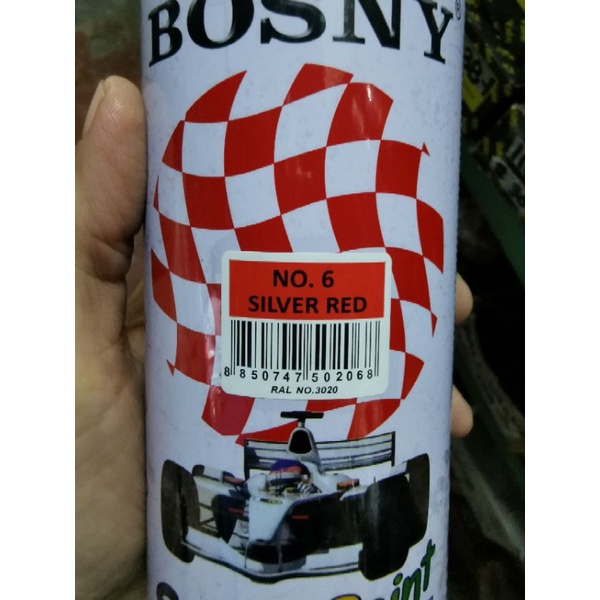 BOSNY®
NO. 6
SILVER RED
8 850747 502068
RAL NO.3020